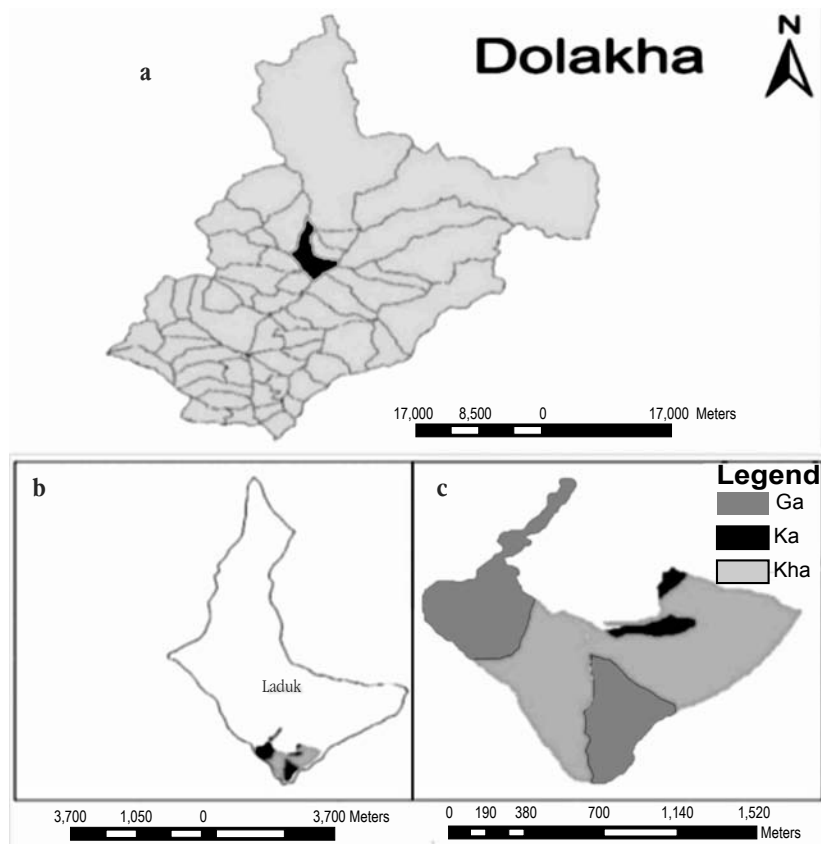 Dolakha
N
a
17,000 8,500 0 17,000 Meters
b
Laduk
3,700 1,050 0 3,700 Meters
c
Legend
Ga
Ka
Kha
0 190 380 700 1,140 1,520
Meters